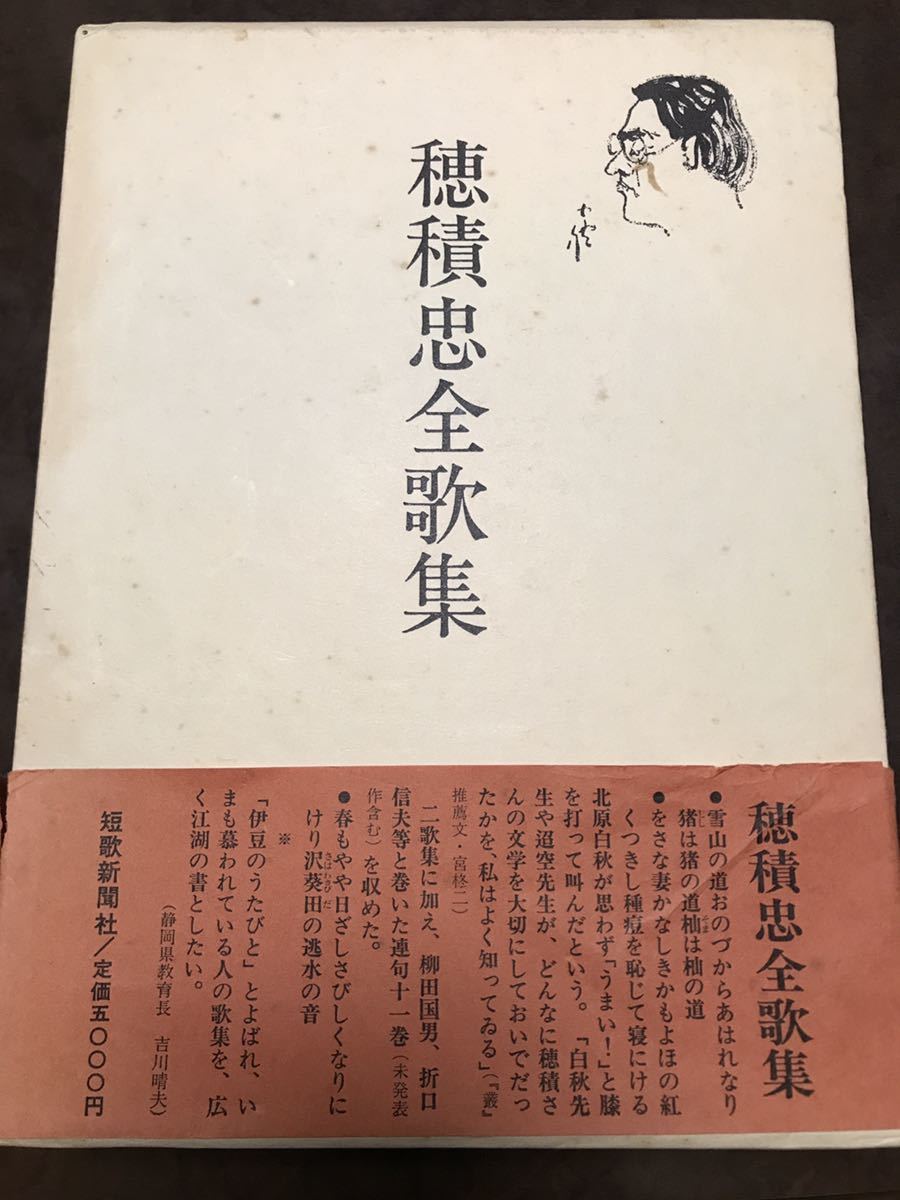 穂積忠全歌集
穂積忠全歌集
●雪山の道おのづからあはれなり
猪は猪の道杣は杣の道
しし
そま
●をさな妻かなしきかもよほの紅
くつきし種痘を恥じて寝にける
北原白秋が思わず「うまい!」と膝
を打って叫んだという。「白秋先
生や迢空先生が、どんなに穂積さ
んの文学を大切にしておいでだっ
たかを、私はよく知ってゐる」(『叢』
推薦文・宮柊二)
二歌集に加え、柳田国男、折口
信夫等と巻いた連句十一巻(未発表
作含む)を収めた。
●春もやや日ざしさびしくなりに
けり沢葵田の逃水の音
さはわさびだ
※
「伊豆のうたびと」とよばれ、い
まも慕われている人の歌集を、広
く江湖の書としたい。
(静岡県教育長 吉川晴夫)
短歌新聞社/定価五〇〇〇円